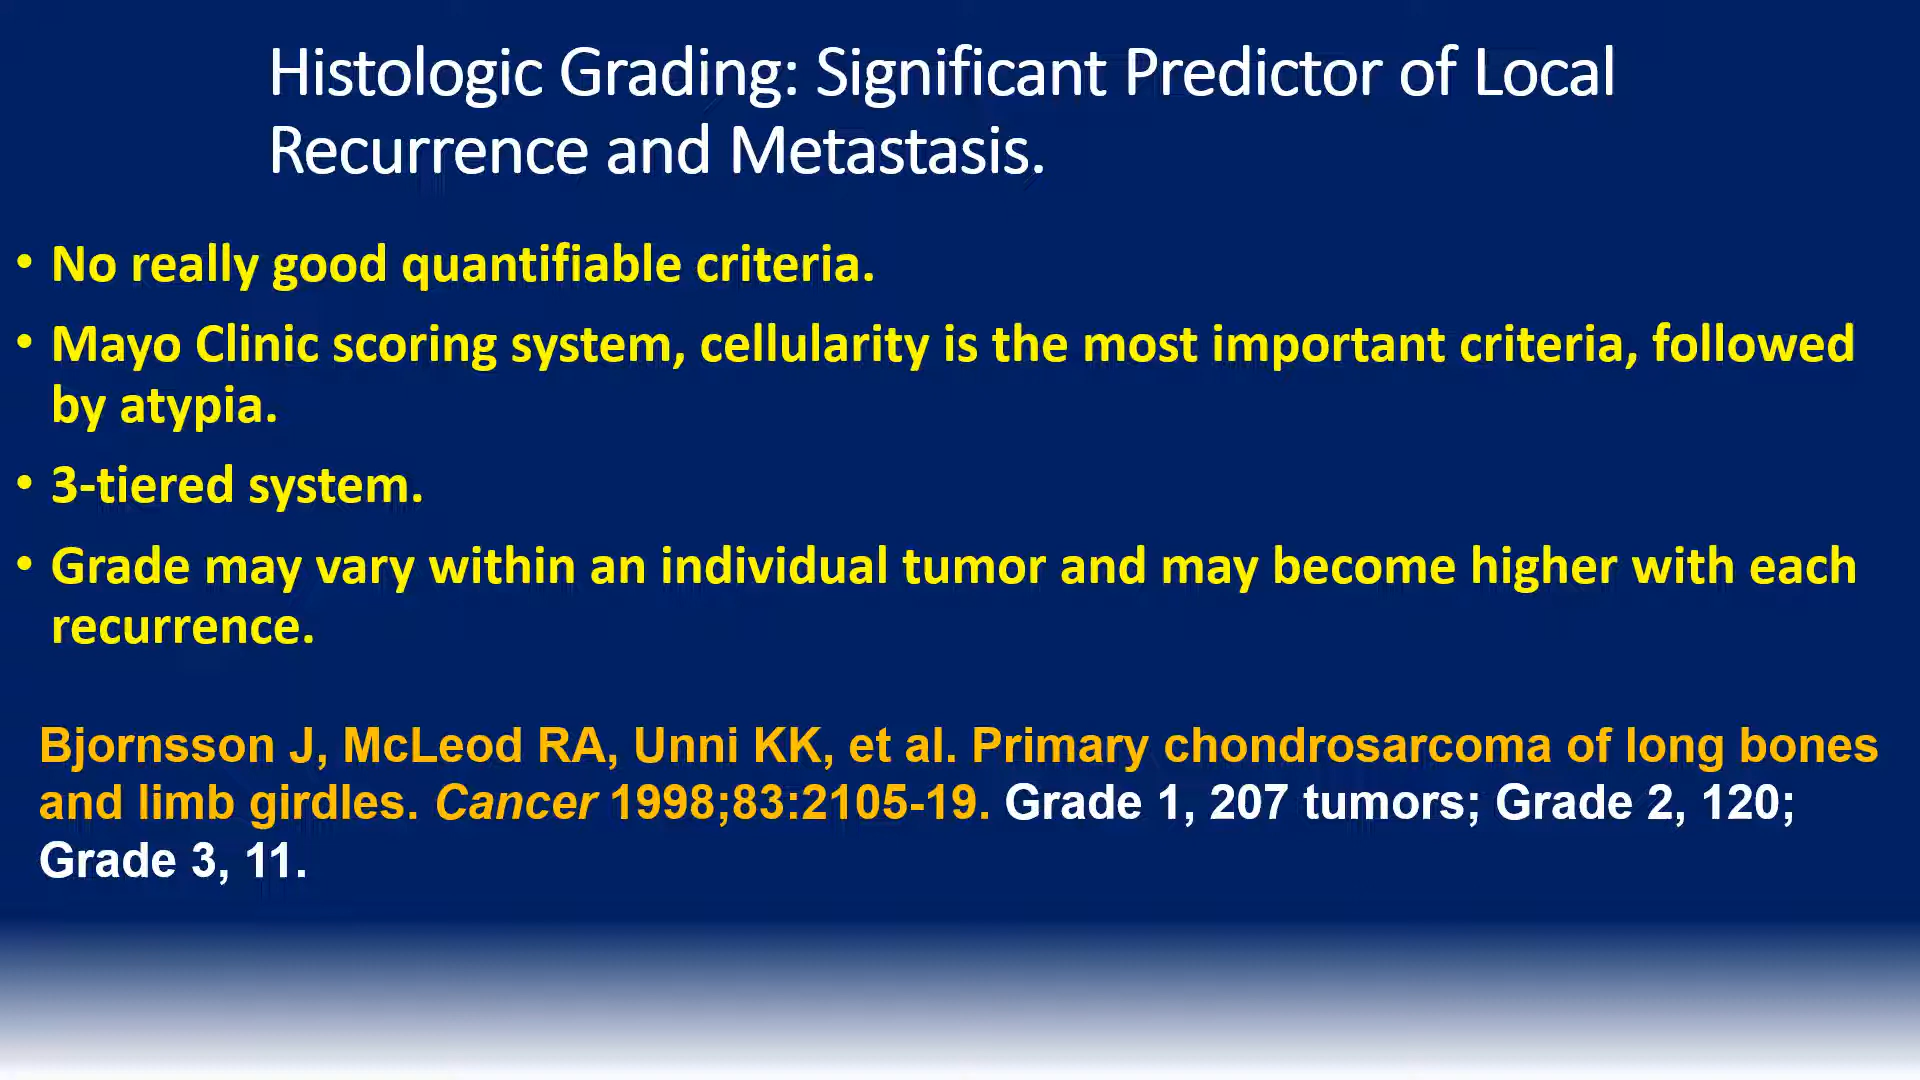 Histologic Grading: Significant Predictor of Local
Recurrence and Metastasis.
• No really good quantifiable criteria.
• Mayo Clinic scoring system, cellularity is the most important criteria, followed
by atypia.
• 3-tiered system.
• Grade may vary within an individual tumor and may become higher with each
recurrence.
Bjornsson J, McLeod RA, Unni KK, et al. Primary chondrosarcoma of long bones
and limb girdles. Cancer 1998;83:2105-19. Grade 1, 207 tumors; Grade 2, 120;
Grade 3, 11.